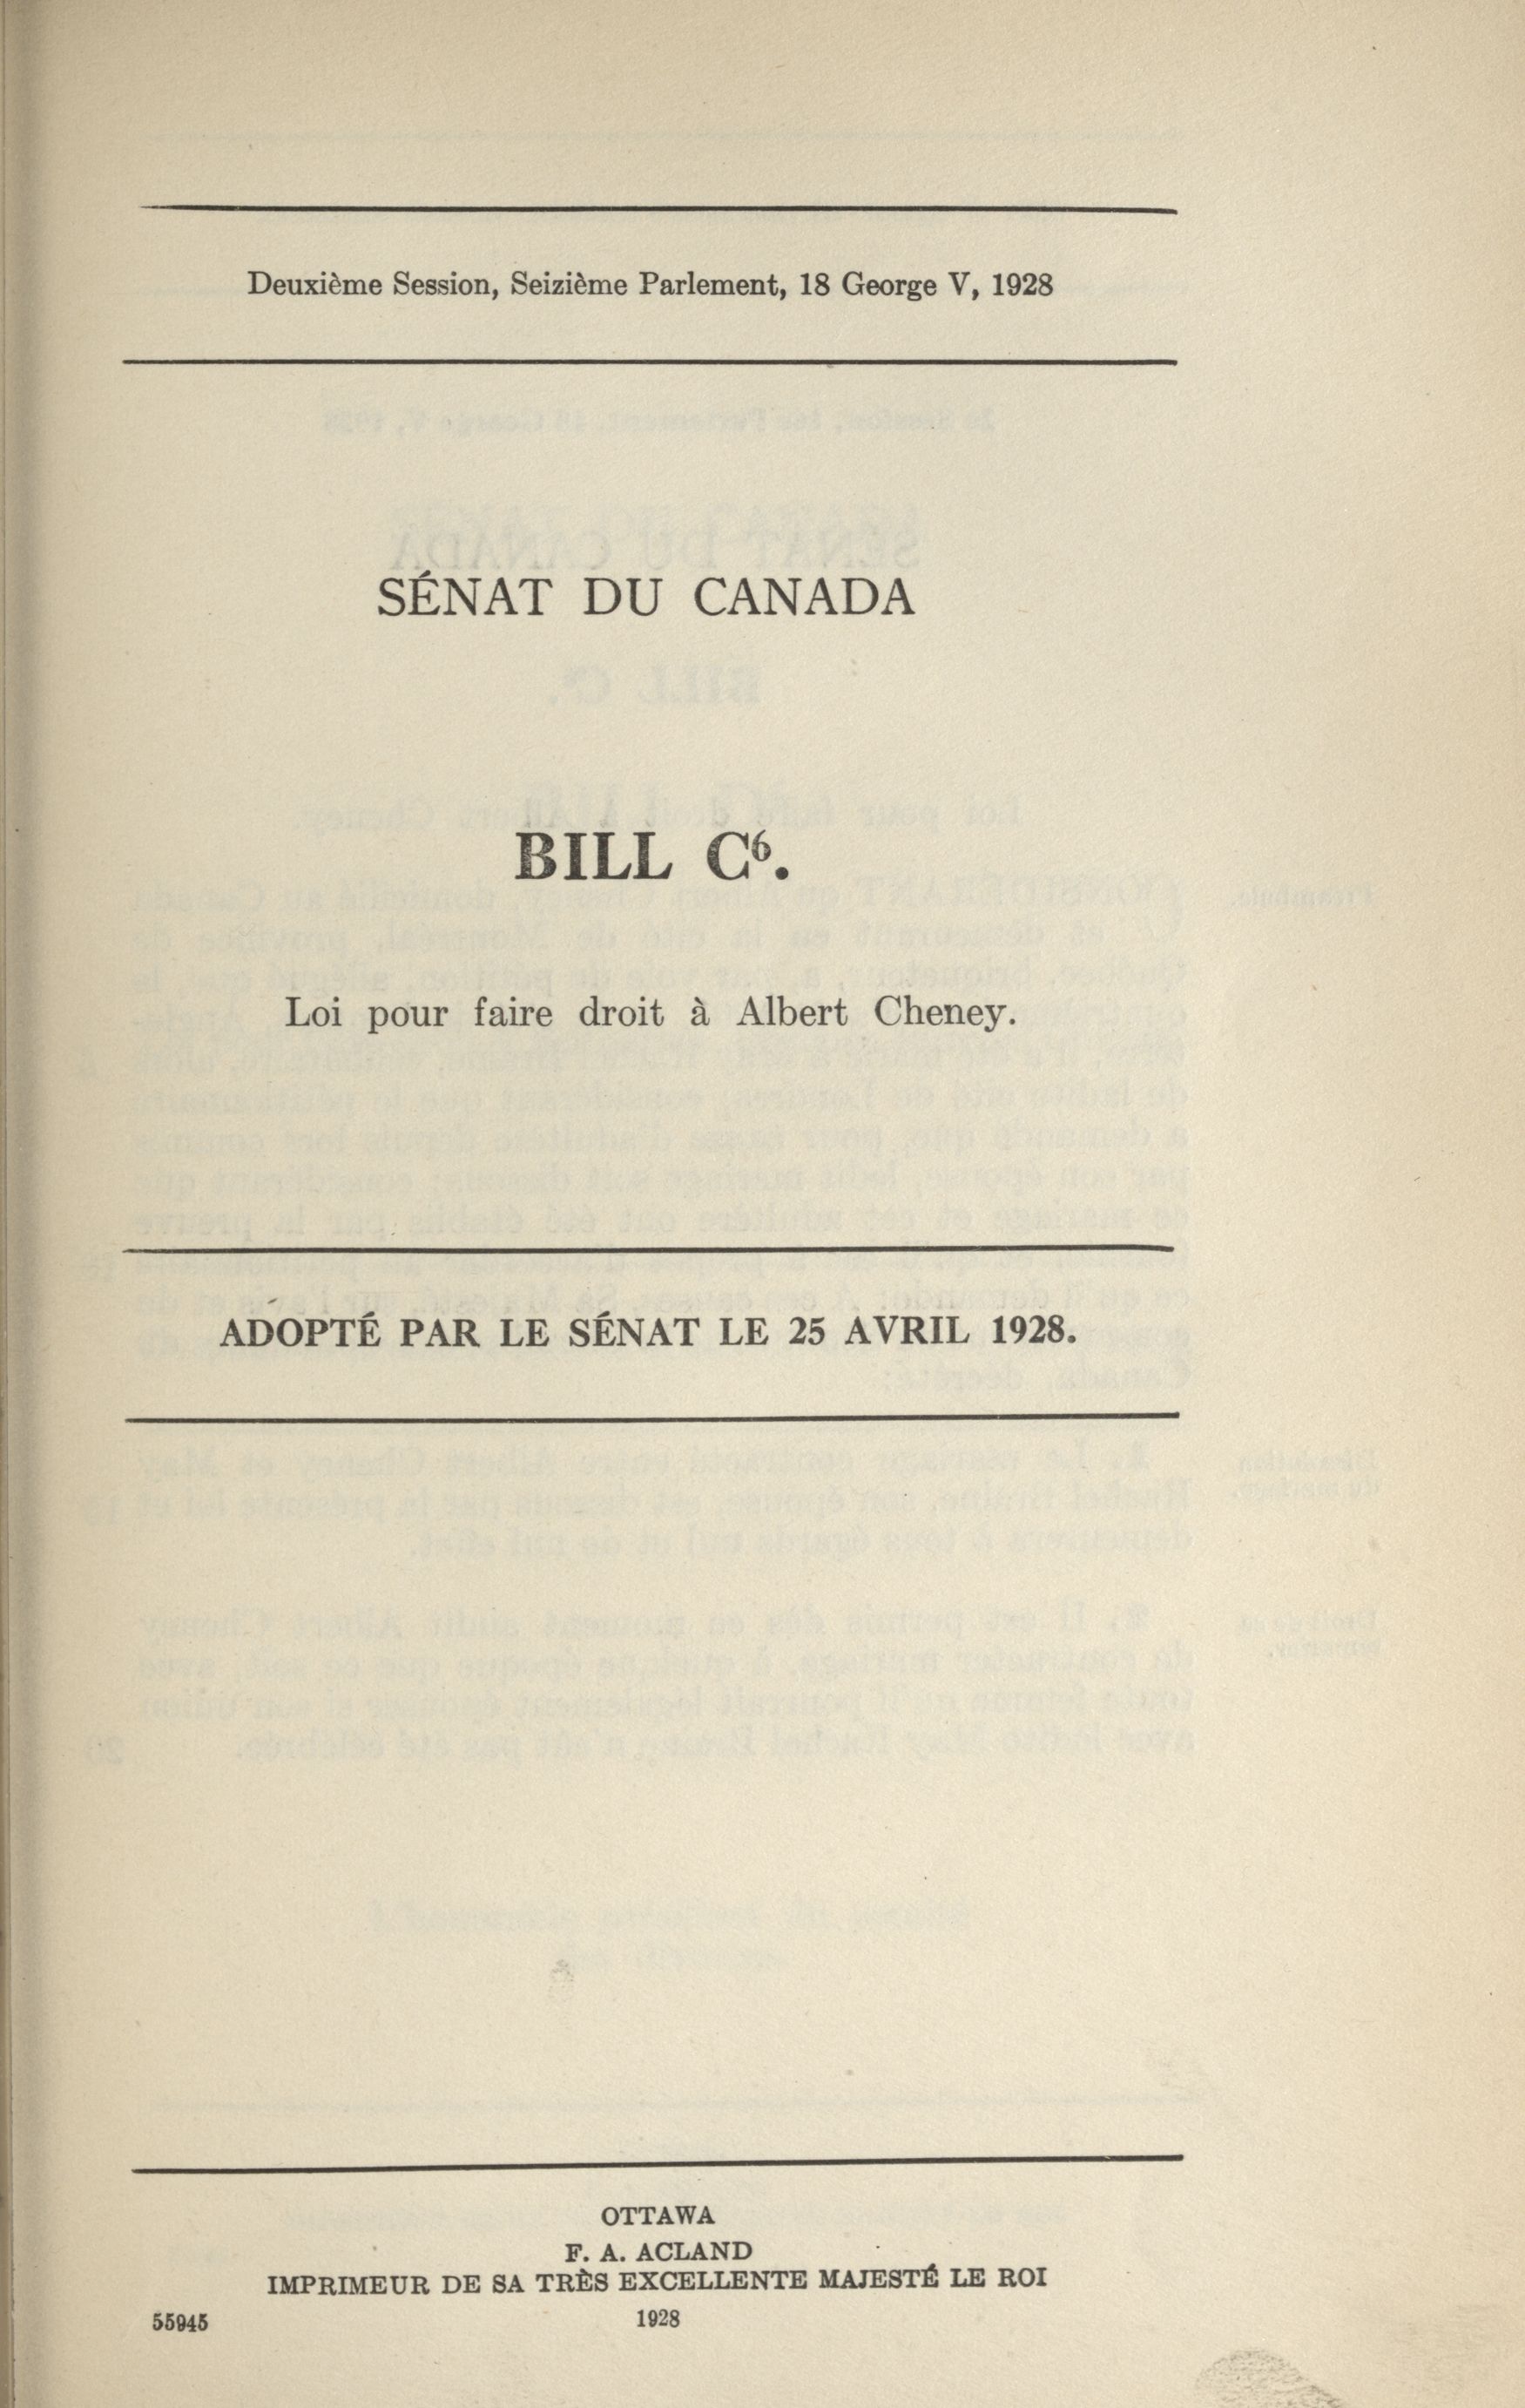 Deuxième Session, Seizième Parlement, 18 George V, 1928
SÉNAT DU CANADA
BILL C⁶.
Loi pour faire droit à Albert Cheney.
ADOPTÉ PAR LE SÉNAT LE 25 AVRIL 1928.
OTTAWA
F. A. ACLAND
IMPRIMEUR DE SA TRÈS EXCELLENTE MAJESTÉ LE ROI
55945 1928